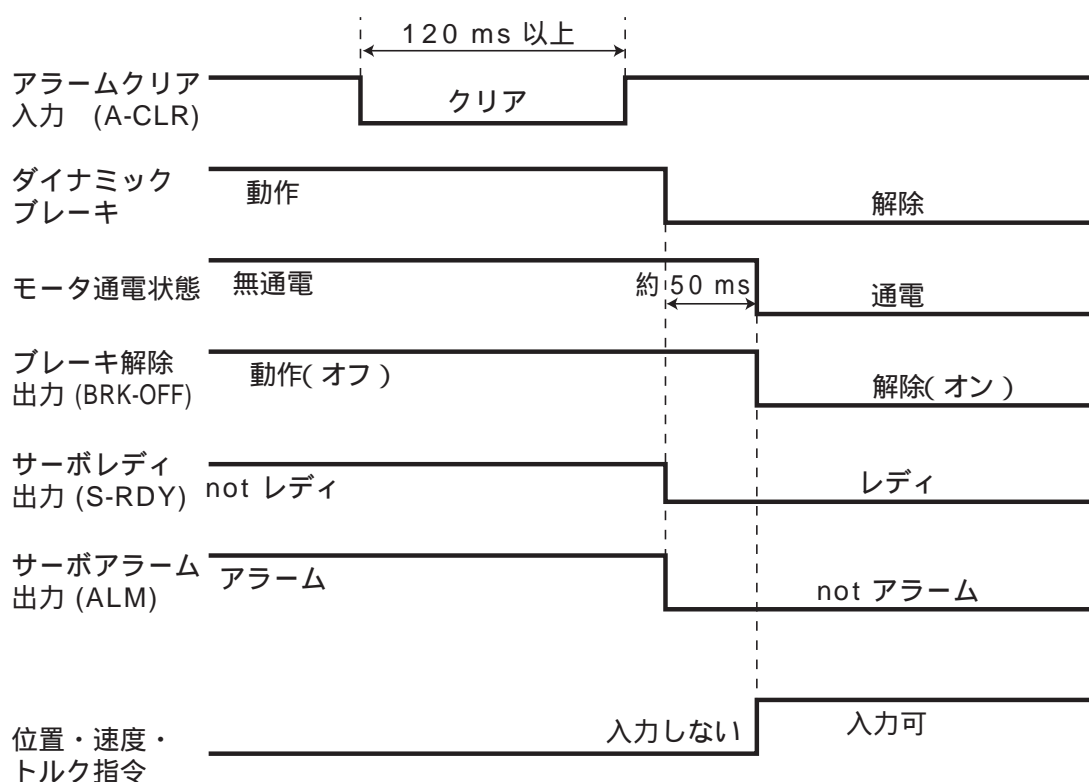 120 ms 以上
アラームクリア
入力 (A-CLR)
クリア
ダイナミック
ブレーキ
動作
解除
モータ通電状態
無通電
約 50 ms
通電
ブレーキ解除
出力 (BRK-OFF)
動作( オフ )
解除( オン )
サーボレディ
出力 (S-RDY)
not レディ
レディ
サーボアラーム
出力 (ALM)
アラーム
not アラーム
位置・速度・
トルク指令
入力しない
入力可